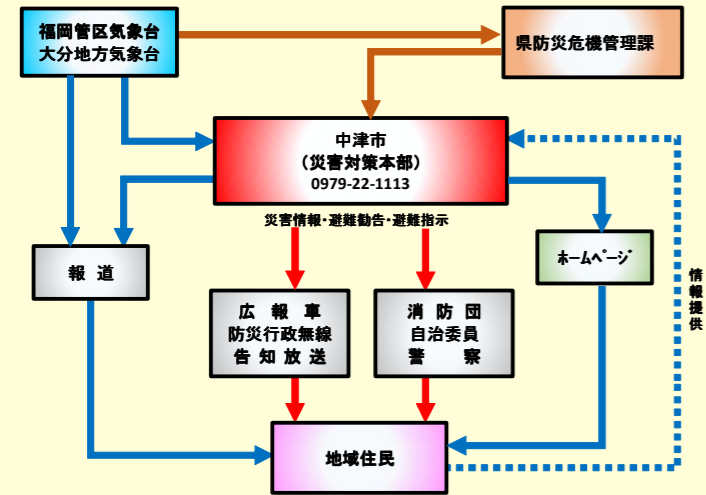 福岡管区気象台
大分地方気象台
県防災危機管理課
中津市
（災害対策本部）
0979-22-1113
災害情報・避難勧告・避難指示
報道
ホームページ
情報提供
広報車
防災行政無線
告知放送
消防団
自治委員
警察
地域住民